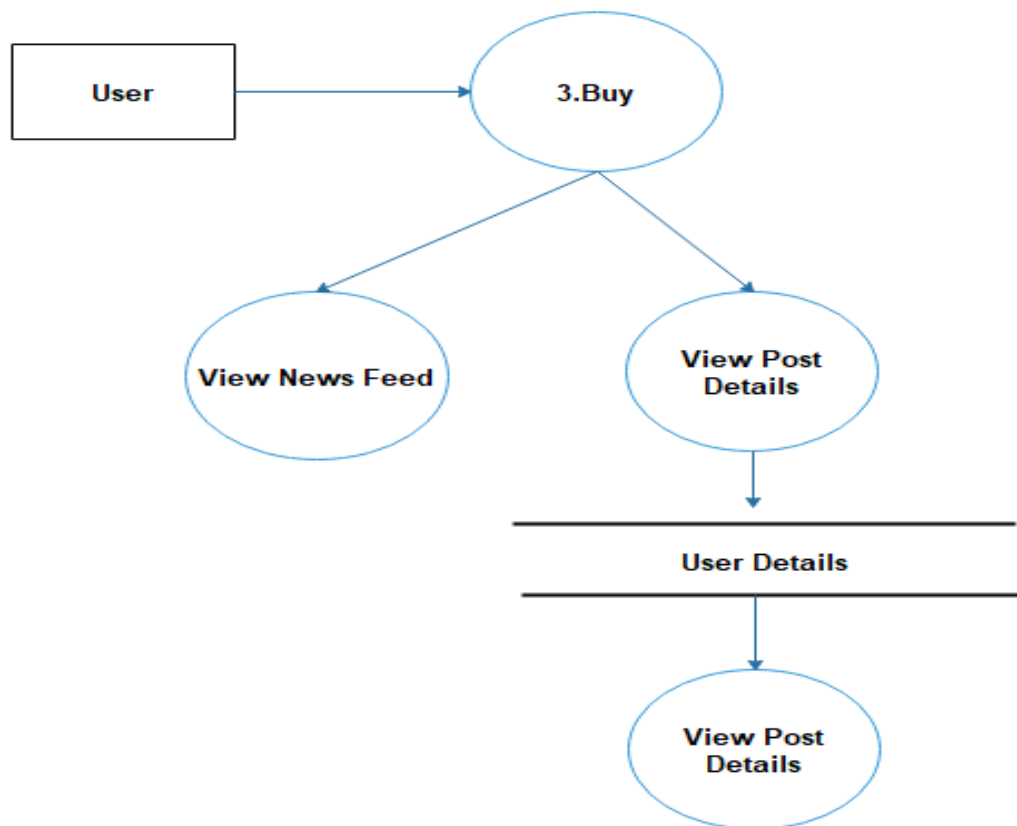 User
3.Buy
View News Feed
View Post
Details
User Details
View Post
Details